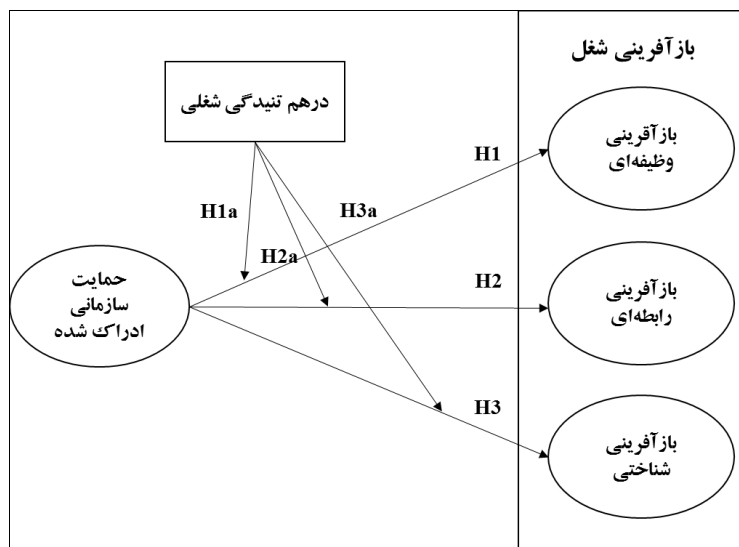 بازآفرینی شغل
درهم تنیدگی شغلی
بازآفرینی
وظیفه‌ای
H1
H1a
H3a
H2a
حمایت
سازمانی
ادراک شده
H2
بازآفرینی
رابطه‌ای
H3
بازآفرینی
شناختی